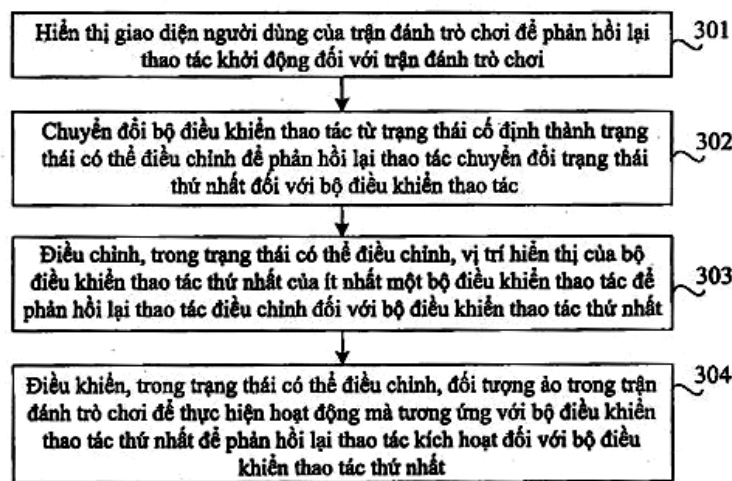 Hiển thị giao diện người dùng của trận đánh trò chơi để phản hồi lại
thao tác khởi động đối với trận đánh trò chơi
301
Chuyển đổi bộ điều khiển thao tác từ trạng thái cố định thành trạng
thái có thể điều chỉnh để phản hồi lại thao tác chuyển đổi trạng thái
thứ nhất đối với bộ điều khiển thao tác
302
Điều chỉnh, trong trạng thái có thể điều chỉnh, vị trí hiển thị của bộ
điều khiển thao tác thứ nhất của ít nhất một bộ điều khiển thao tác để
phản hồi lại thao tác điều chỉnh đối với bộ điều khiển thao tác thứ nhất
303
Điều khiển, trong trạng thái có thể điều chỉnh, đối tượng ảo trong trận
đánh trò chơi để thực hiện hoạt động mà tương ứng với bộ điều khiển
thao tác thứ nhất để phản hồi lại thao tác kích hoạt đối với bộ điều
khiển thao tác thứ nhất
304